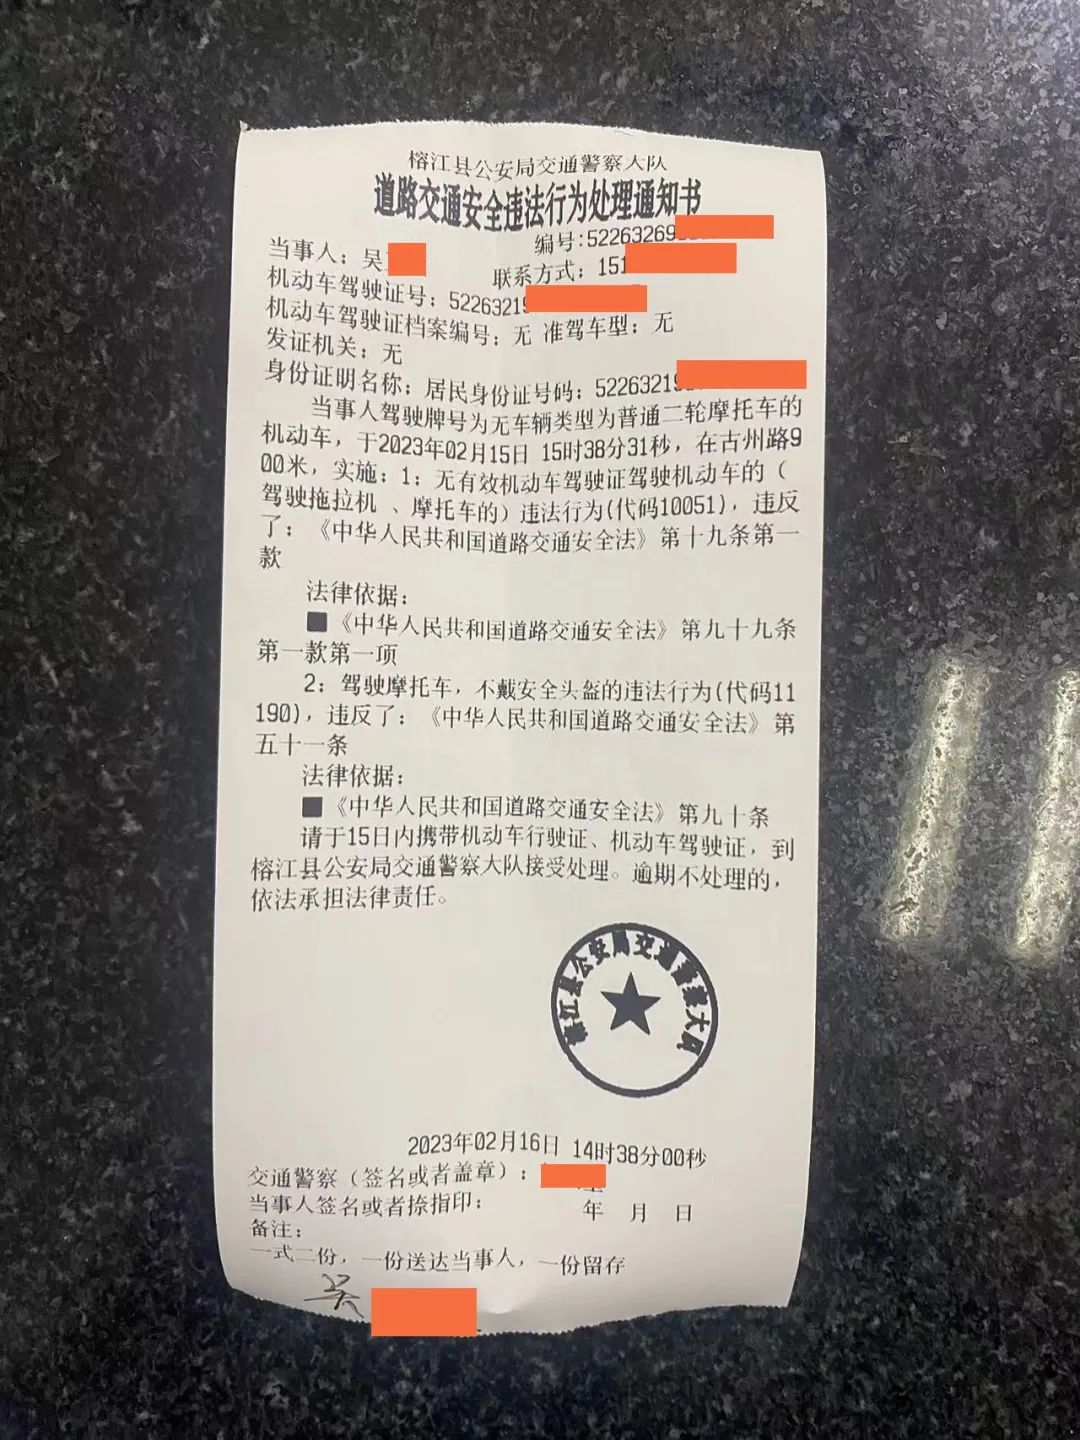 榕江县公安局交通警察大队
道路交通安全违法行为处理通知书
编号:52263269
当事人：吴
联系方式：151
机动车驾驶证号：5226321
机动车驾驶证档案编号：无 准驾车型：无
发证机关：无
身份证明名称：居民身份证号码：5226321
当事人驾驶牌号为无车辆类型为普通二轮摩托车的
机动车，于2023年02月15日 15时38分31秒，在古州路9
00米，实施：1：无有效机动车驾驶证驾驶机动车的（
驾驶拖拉机 、摩托车的）违法行为(代码10051)，违反
了：《中华人民共和国道路交通安全法》第十九条第一
款
法律依据：
■《中华人民共和国道路交通安全法》第九十九条
第一款第一项
2：驾驶摩托车，不戴安全头盔的违法行为(代码11
190)，违反了：《中华人民共和国道路交通安全法》第
五十一条
法律依据：
■《中华人民共和国道路交通安全法》第九十条
请于15日内携带机动车行驶证、机动车驾驶证，到
榕江县公安局交通警察大队接受处理。逾期不处理的，
依法承担法律责任。
榕江县公安局交通警察大队
2023年02月16日 14时38分00秒
交通警察（签名或者盖章）：
当事人签名或者捺指印： 年 月 日
备注：
一式二份，一份送达当事人，一份留存
吴